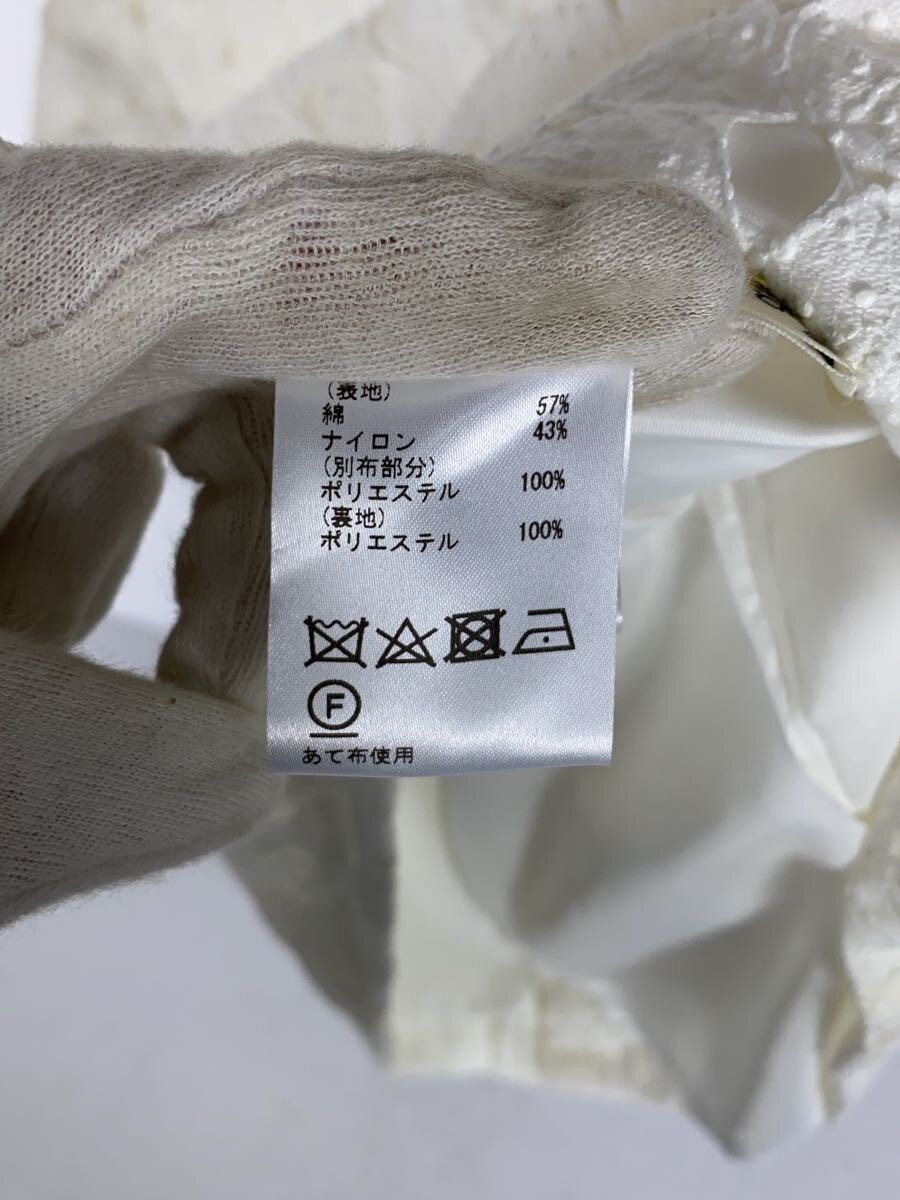 (表地)
綿 57%
ナイロン 43%
(別布部分)
ポリエステル 100%
(裏地)
ポリエステル 100%
F
あて布使用